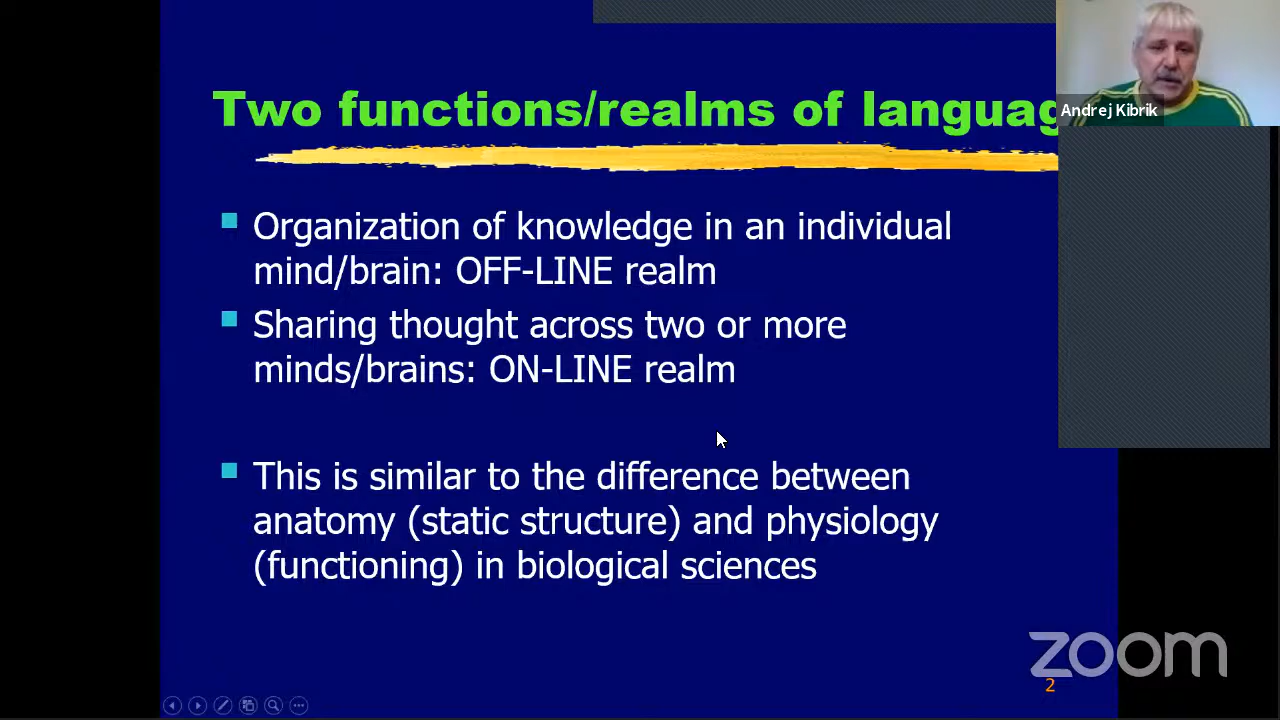 Two functions/realms of languag
Andrej Kibrik
Organization of knowledge in an individual
mind/brain: OFF-LINE realm
Sharing thought across two or more
minds/brains: ON-LINE realm
This is similar to the difference between
anatomy (static structure) and physiology
(functioning) in biological sciences
zoom
2